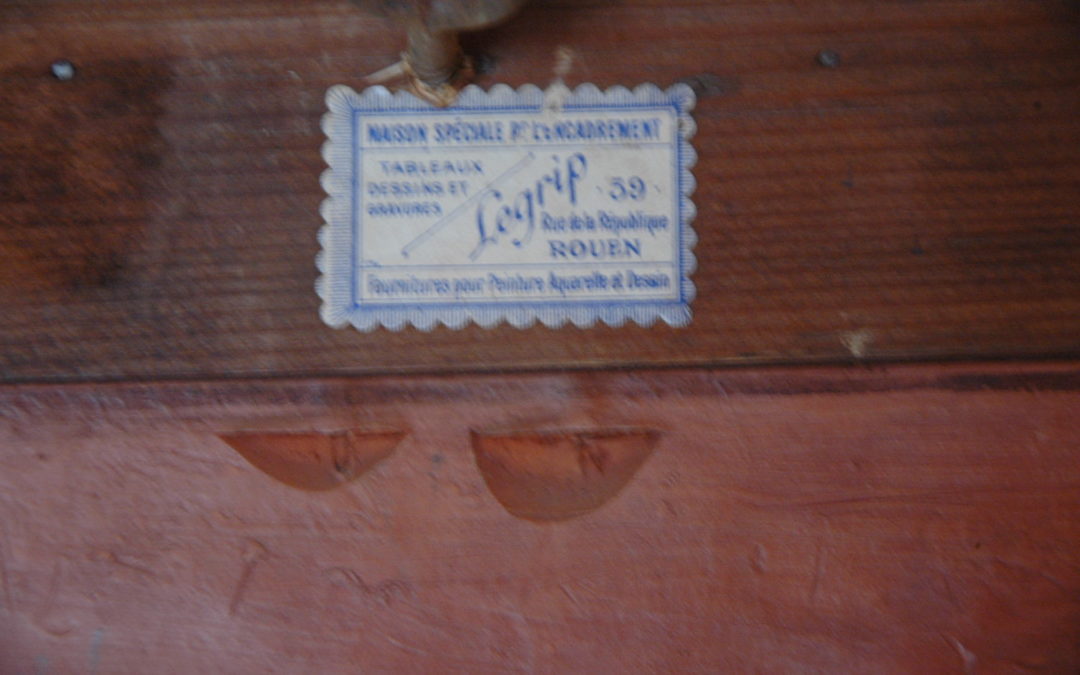 MAISON SPÉCIALE Pr L'ENCADREMENT
TABLEAUX
DESSINS ET
GRAVURES
Legrip
59
Rue de la République
ROUEN
Fournitures pour Peinture Aquarelle et Dessin